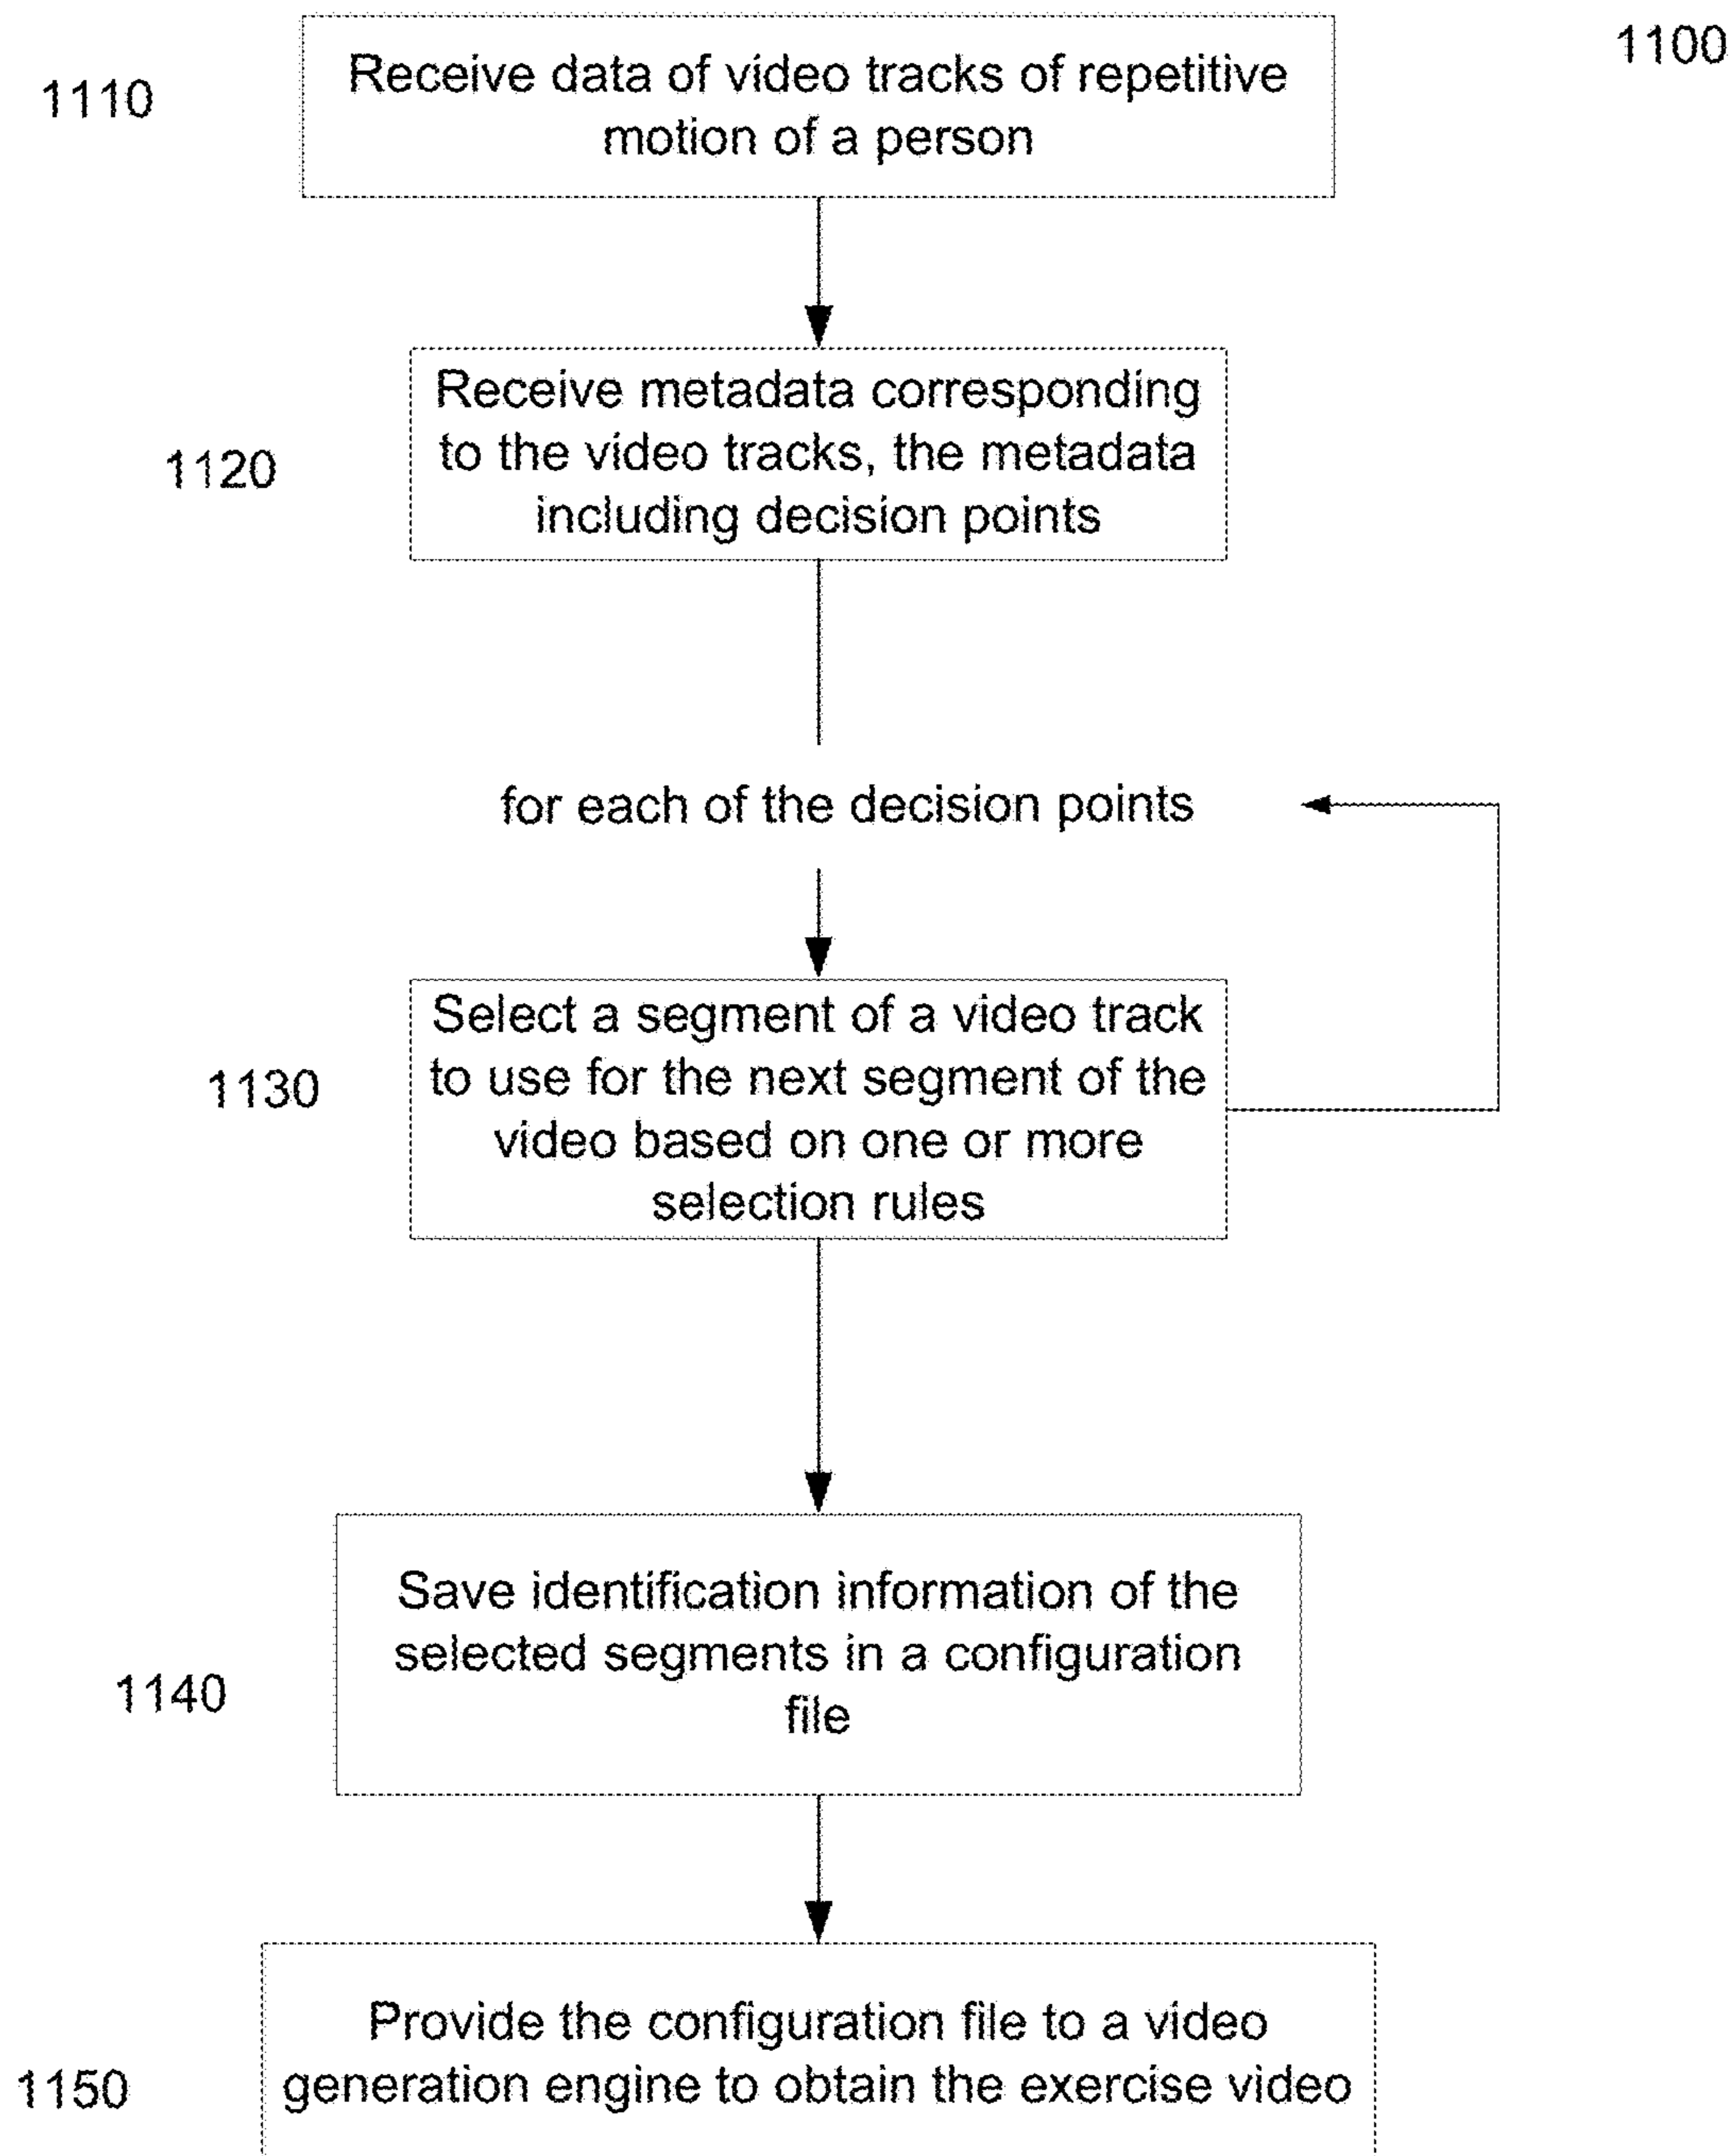 1100
1110
Receive data of video tracks of repetitive
motion of a person
1120
Receive metadata corresponding
to the video tracks, the metadata
including decision points
for each of the decision points
1130
Select a segment of a video track
to use for the next segment of the
video based on one or more
selection rules
1140
Save identification information of the
selected segments in a configuration
file
1150
Provide the configuration file to a video
generation engine to obtain the exercise video